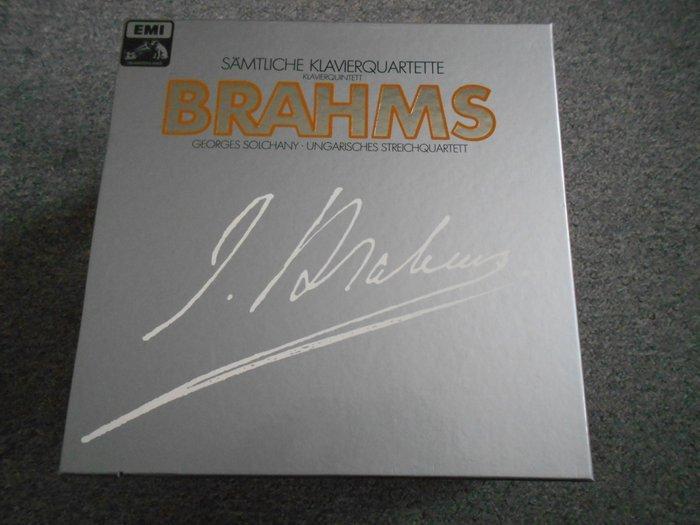 EMI
SÄMTLICHE KLAVIERQUARTETTE
KLAVIERQUINTETT
BRAHMS
GEORGES SOLCHANY · UNGARISCHES STREICHQUARTETT
J. Brahms.